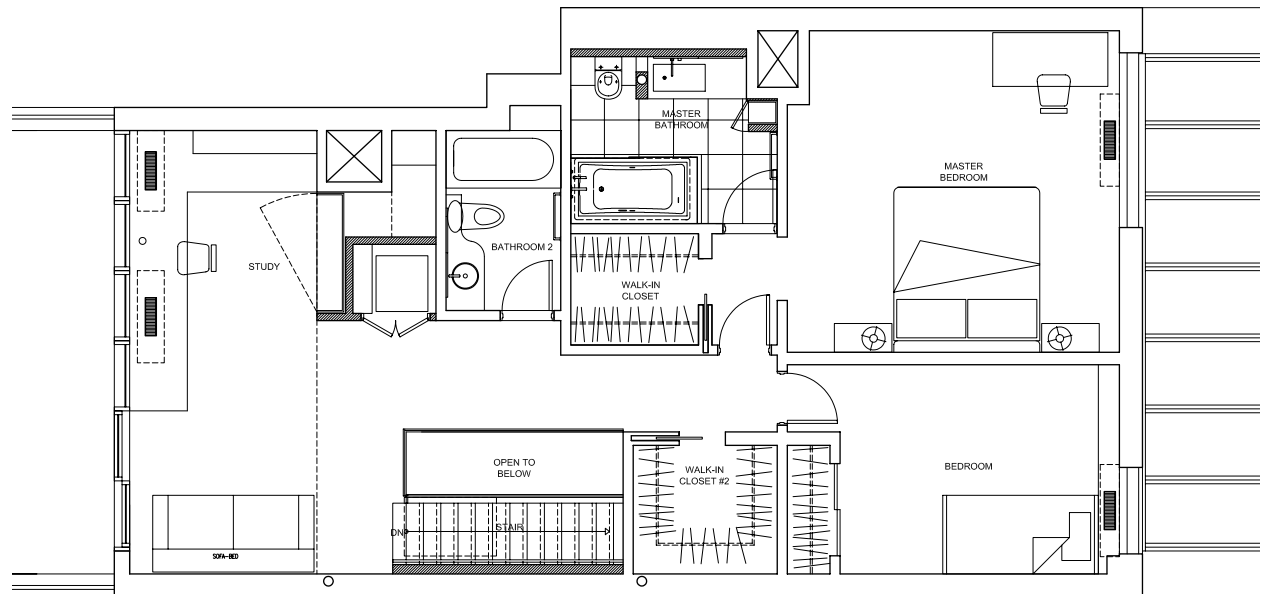 MASTER
BATHROOM
MASTER
BEDROOM
BATHROOM 2
STUDY
WALK-IN
CLOSET
OPEN TO
BELOW
WALK-IN
CLOSET #2
BEDROOM
DN
STAIR
SOFA-BED